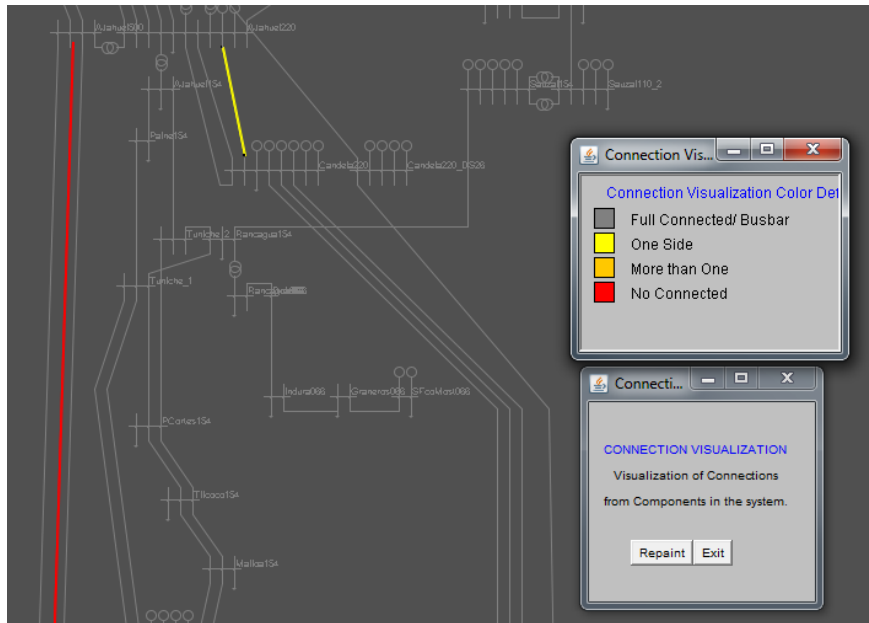 AJahuel500
AJahuel220
AJahuel154
Sauzal154
Sauzal110_2
Paine154
Candela220
Candela220_DS26
Tuniche_2
Rancagua154
Tuniche_1
Indura066
Graneros066
SFcoMost066
PCortes154
Tilcoco154
Malloa154
Connection Vis...
Connection Visualization Color Def
Full Connected/ Busbar
One Side
More than One
No Connected
Connecti...
CONNECTION VISUALIZATION
Visualization of Connections
from Components in the system.
Repaint
Exit